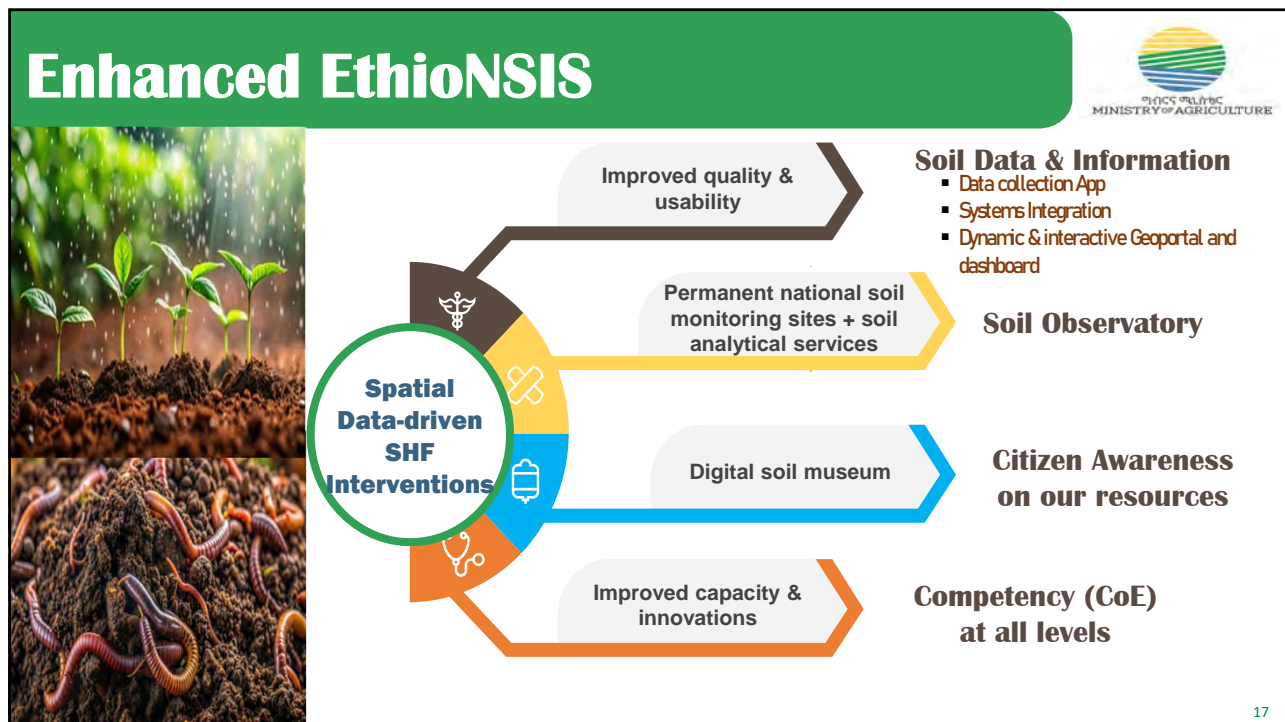 Enhanced EthioNSIS
ግብርና ሚኒስቴር
MINISTRY OF AGRICULTURE
Improved quality &
usability
Soil Data & Information
▪ Data collection App
▪ Systems Integration
▪ Dynamic & interactive Geoportal and
dashboard
Permanent national soil
monitoring sites + soil
analytical services
Soil Observatory
Spatial
Data-driven
SHF
Interventions
Digital soil museum
Citizen Awareness
on our resources
Improved capacity &
innovations
Competency (CoE)
at all levels
17